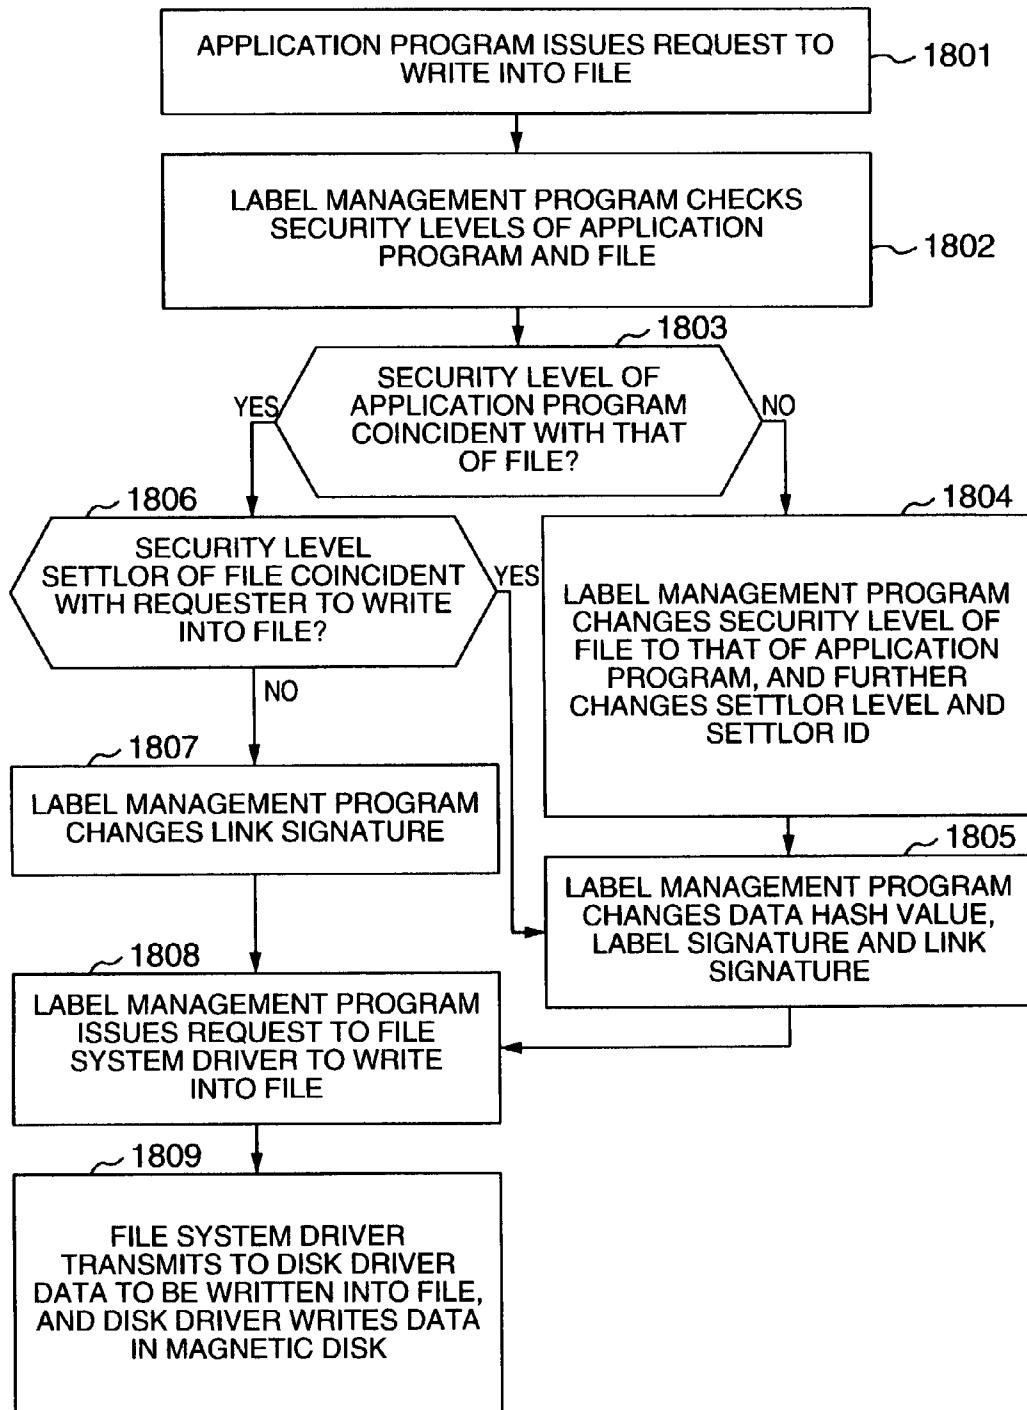 APPLICATION PROGRAM ISSUES REQUEST TO
WRITE INTO FILE
1801
LABEL MANAGEMENT PROGRAM CHECKS
SECURITY LEVELS OF APPLICATION
PROGRAM AND FILE
1802
1803
SECURITY LEVEL OF
APPLICATION PROGRAM
COINCIDENT WITH THAT
OF FILE?
YES
NO
1806
SECURITY LEVEL
SETTLOR OF FILE COINCIDENT
WITH REQUESTER TO WRITE
INTO FILE?
YES
NO
1804
LABEL MANAGEMENT PROGRAM
CHANGES SECURITY LEVEL OF
FILE TO THAT OF APPLICATION
PROGRAM, AND FURTHER
CHANGES SETTLOR LEVEL AND
SETTLOR ID
1807
LABEL MANAGEMENT PROGRAM
CHANGES LINK SIGNATURE
1805
LABEL MANAGEMENT PROGRAM
CHANGES DATA HASH VALUE,
LABEL SIGNATURE AND LINK
SIGNATURE
1808
LABEL MANAGEMENT PROGRAM
ISSUES REQUEST TO FILE
SYSTEM DRIVER TO WRITE
INTO FILE
1809
FILE SYSTEM DRIVER
TRANSMITS TO DISK DRIVER
DATA TO BE WRITTEN INTO FILE,
AND DISK DRIVER WRITES DATA
IN MAGNETIC DISK